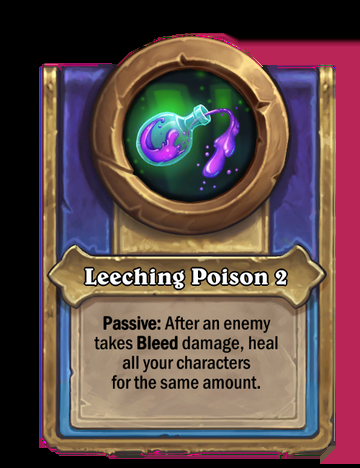 Leeching Poison 2
Passive: After an enemy
takes Bleed damage, heal
all your characters
for the same amount.